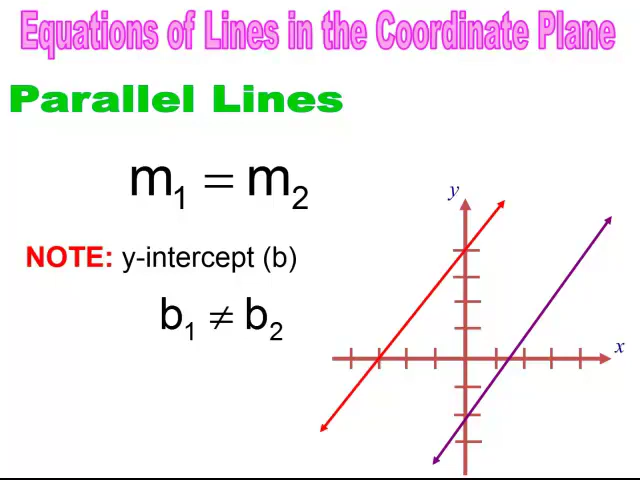 Equations of Lines in the Coordinate Plane
Parallel Lines
m₁ = m₂
NOTE: y-intercept (b)
b₁ ≠ b₂
y
x